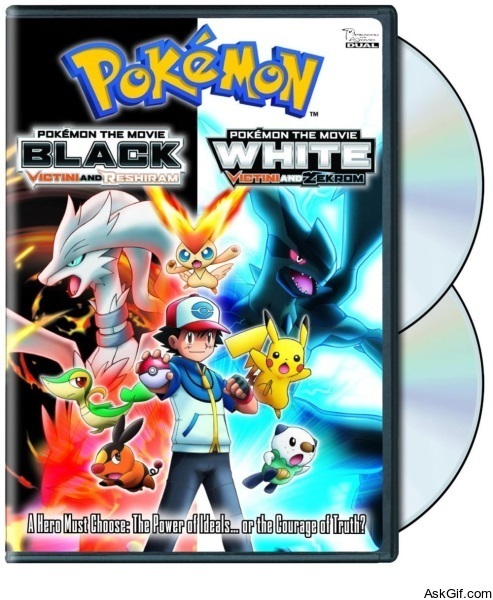 POKéMON
TM
DUAL
POKÉMON THE MOVIE
BLACK
VICTINI AND RESHIRAM
POKÉMON THE MOVIE
WHITE
VICTINI AND ZEKROM
A Hero Must Choose: The Power of Ideals... or the Courage of Truth?
AskGif.com